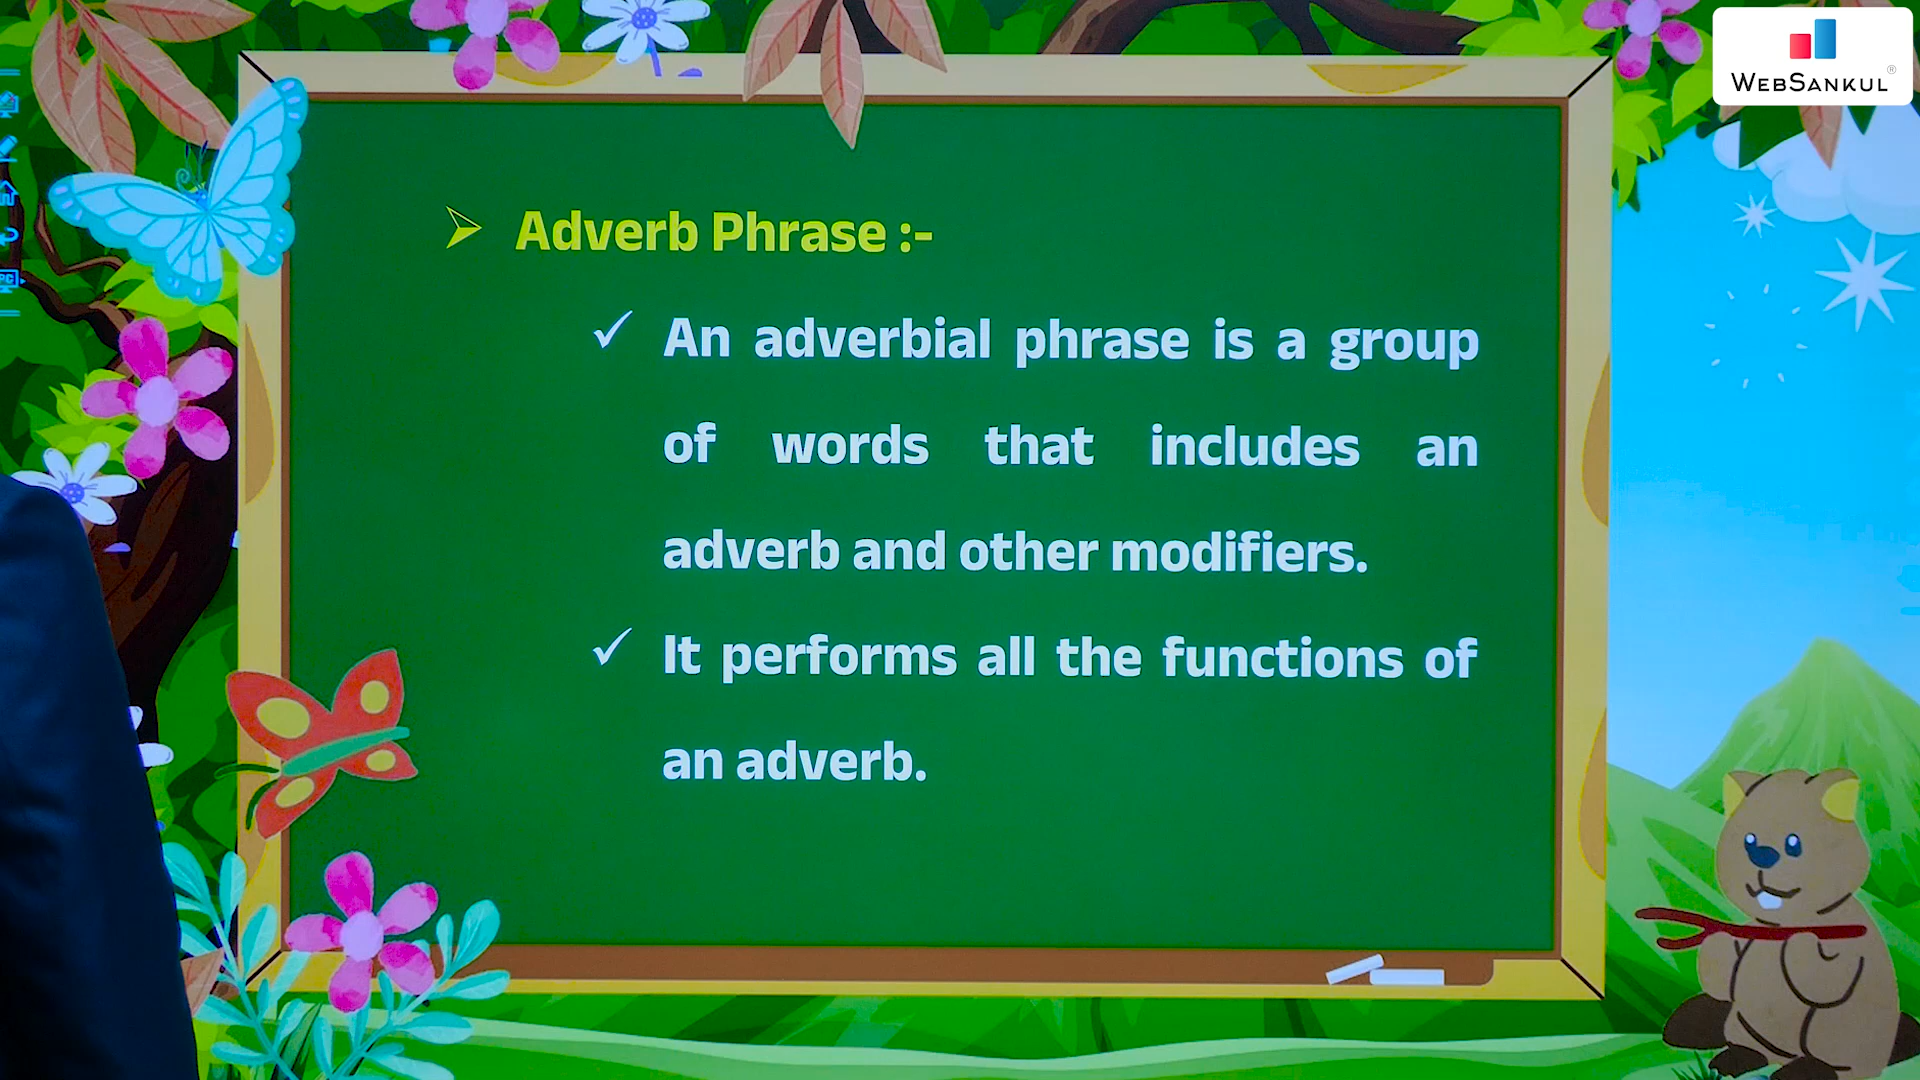 WEBSANKUL®
Adverb Phrase :-
An adverbial phrase is a group
of words that includes an
adverb and other modifiers.
It performs all the functions of
an adverb.
PC